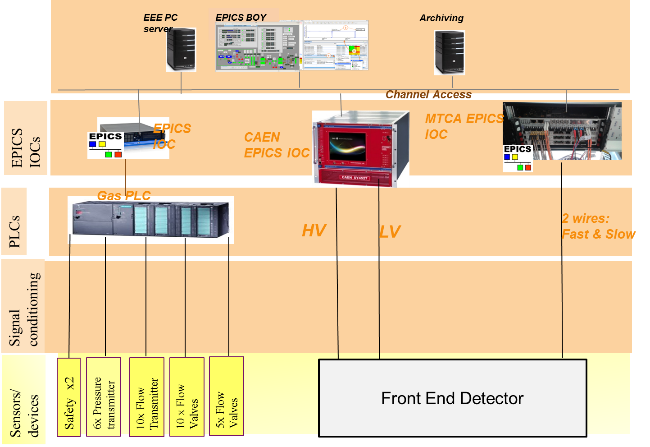 EEE PC
server
EPICS BOY
Archiving
Channel Access
EPICS
IOCs
EPICS
EPICS
IOC
CAEN
EPICS IOC
MTCA EPICS
IOC
EPICS
PLCs
Gas PLC
HV
LV
2 wires:
Fast & Slow
Signal
conditioning
Sensors/
devices
Safety x2
6x Pressure
transmitter
10x Flow
Transmitter
10 x Flow
Valves
5x Flow
Valves
Front End Detector